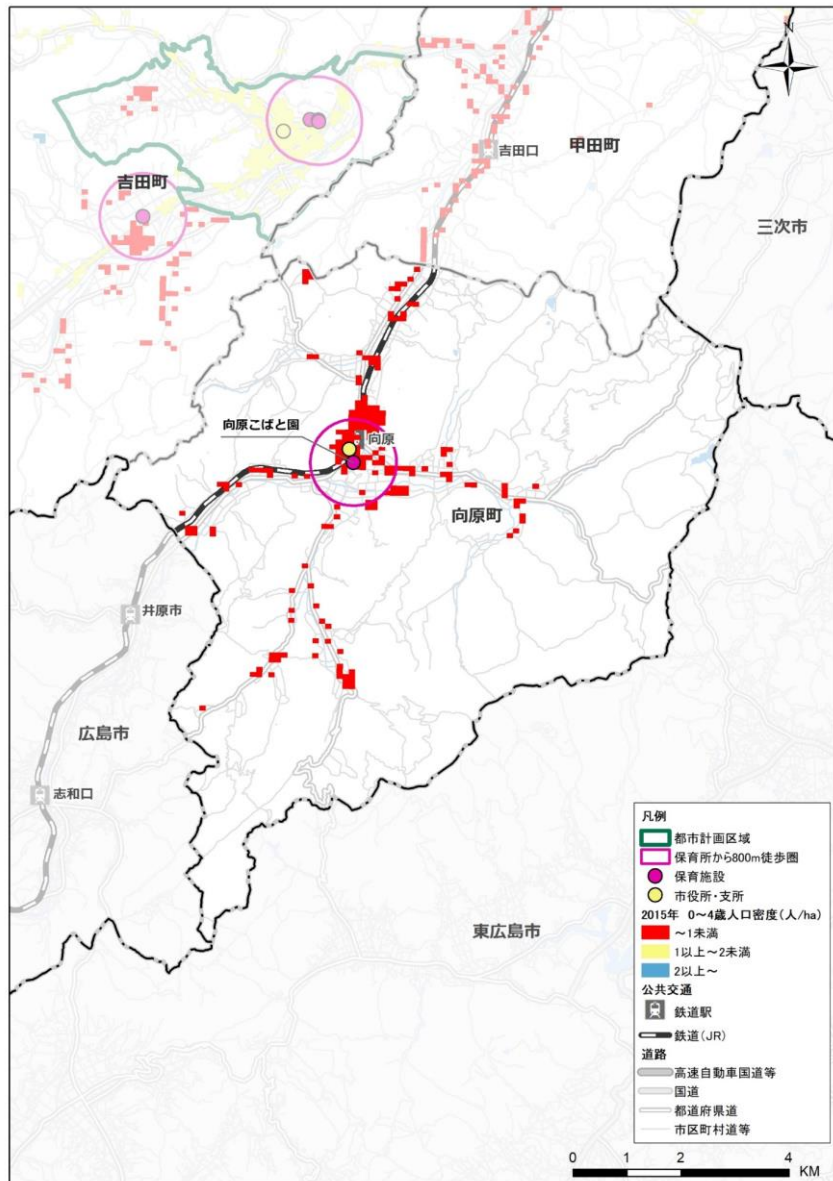 N
吉田口
甲田町
吉田町
三次市
向原こばと園
向原
向原町
井原市
広島市
志和口
東広島市
凡例
都市計画区域
保育所から800m徒歩圏
保育施設
市役所・支所
2015年 0～4歳人口密度(人/ha)
～1未満
1以上～2未満
2以上～
公共交通
鉄道駅
鉄道(JR)
道路
高速自動車国道等
国道
都道府県道
市区町村道等
0 1 2 4
KM